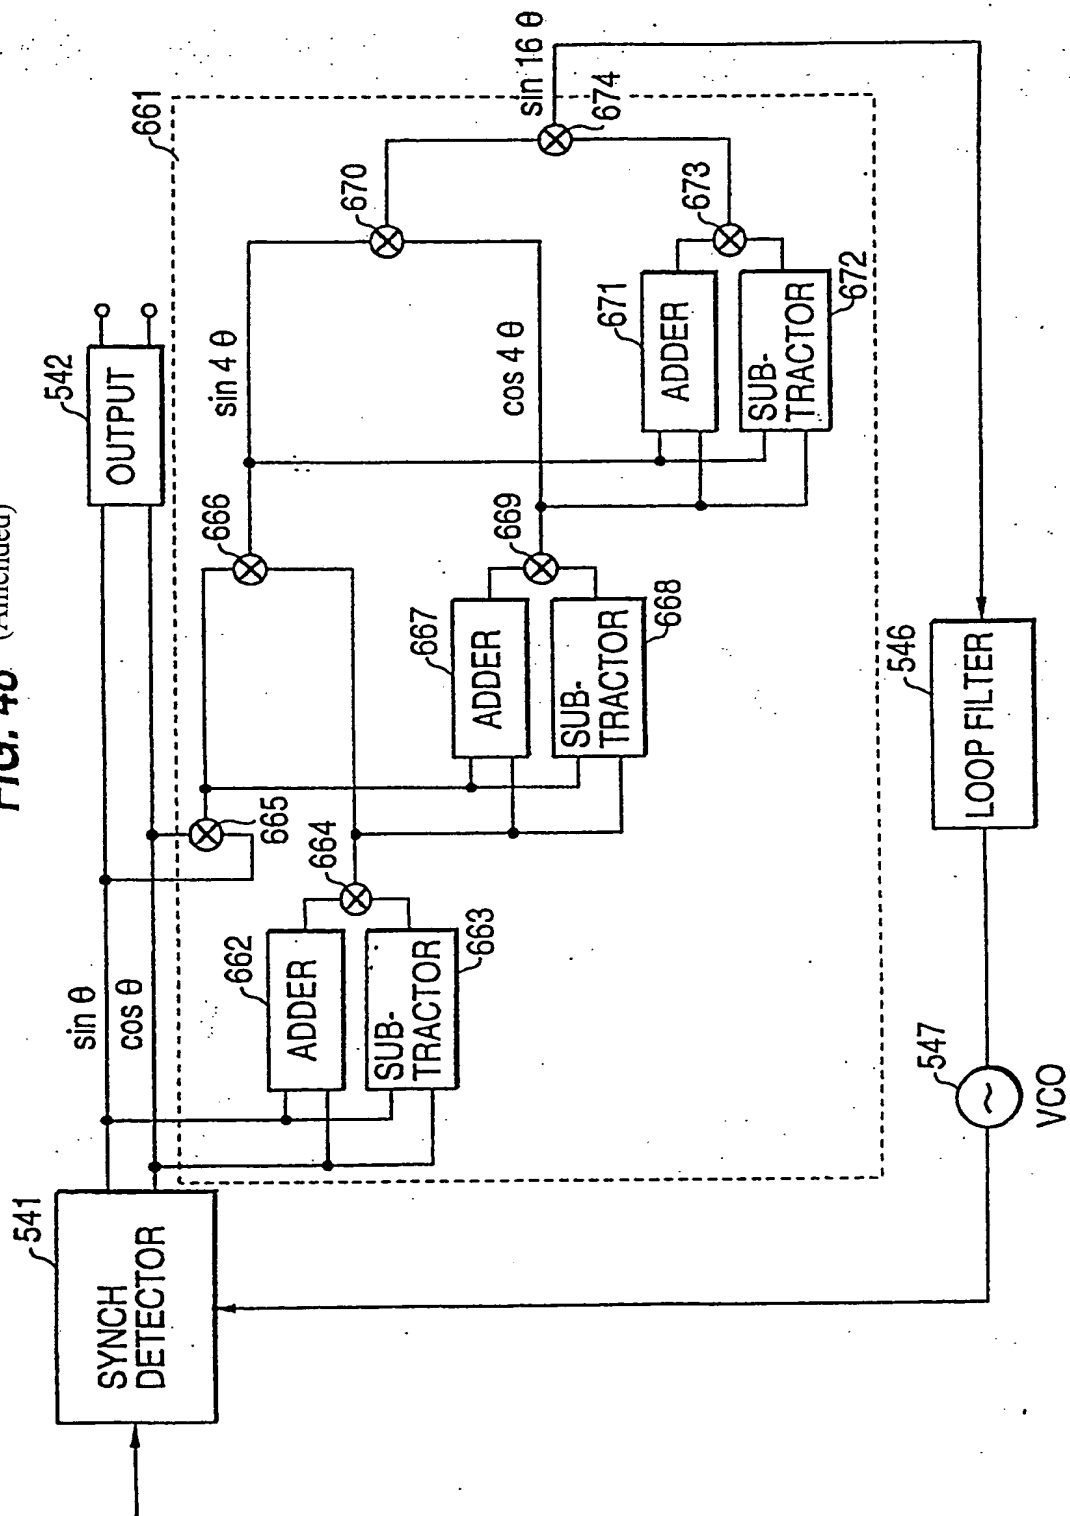 FIG. 48 (Amended)
541
SYNCH
DETECTOR
sin θ
cos θ
542
OUTPUT
661
662
ADDER
663
SUB-
TRACTOR
664
665
666
sin 4 θ
667
ADDER
668
SUB-
TRACTOR
669
cos 4 θ
670
671
ADDER
672
SUB-
TRACTOR
673
674
sin 16 θ
546
LOOP FILTER
547
~
VCO